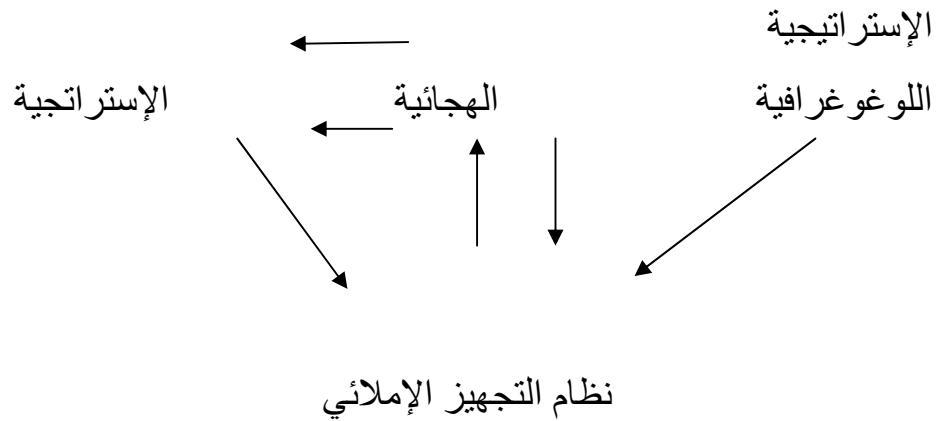 الإستراتيجية
اللوغوغرافية الهجائية الإستراتجية
نظام التجهيز الإملائي